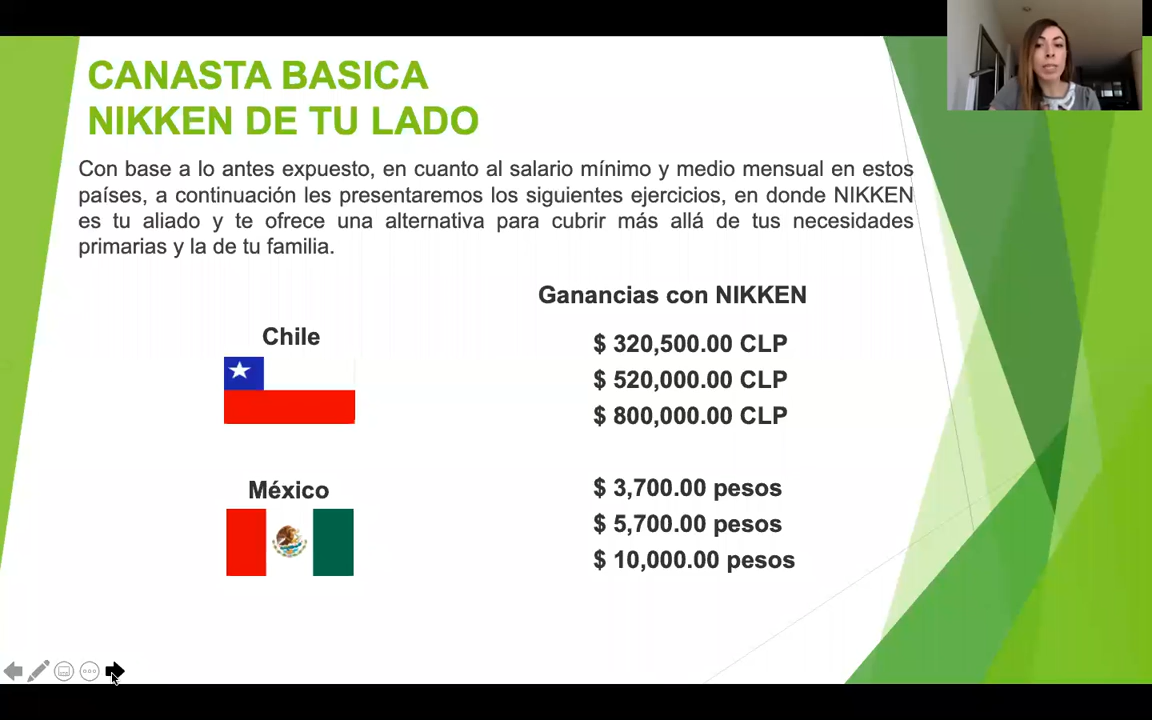 CANASTA BASICA
NIKKEN DE TU LADO
Con base a lo antes expuesto, en cuanto al salario mínimo y medio mensual en estos
países, a continuación les presentaremos los siguientes ejercicios, en donde NIKKEN
es tu aliado y te ofrece una alternativa para cubrir más allá de tus necesidades
primarias y la de tu familia.
Ganancias con NIKKEN
Chile
$ 320,500.00 CLP
$ 520,000.00 CLP
$ 800,000.00 CLP
México
$ 3,700.00 pesos
$ 5,700.00 pesos
$ 10,000.00 pesos